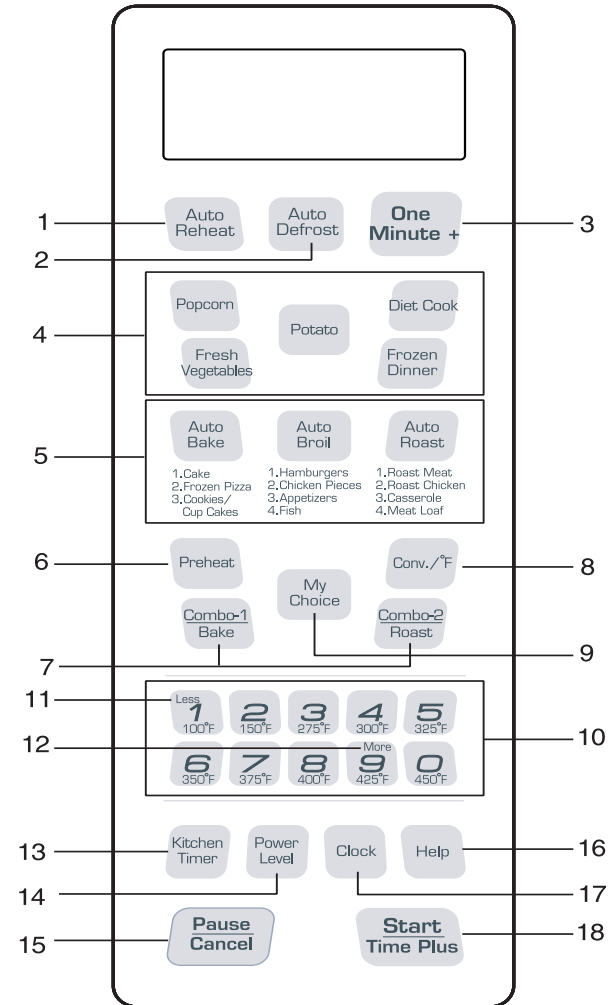 1
Auto
Reheat
Auto
Defrost
One
Minute +
3
2
Popcorn
Potato
Diet Cook
4
Fresh
Vegetables
Frozen
Dinner
Auto
Bake
Auto
Broil
Auto
Roast
5
1.Cake
2.Frozen Pizza
3.Cookies/
Cup Cakes
1.Hamburgers
2.Chicken Pieces
3.Appetizers
4.Fish
1.Roast Meat
2.Roast Chicken
3.Casserole
4.Meat Loaf
6
Preheat
My
Choice
Conv./°F
8
Combo-1
Bake
Combo-2
Roast
7
9
11
Less
1
100°F
2
150°F
3
275°F
4
300°F
5
325°F
10
12
6
350°F
7
375°F
8
400°F
More
9
425°F
0
450°F
13
Kitchen
Timer
Power
Level
Clock
Help
16
14
17
15
Pause
Cancel
Start
Time Plus
18